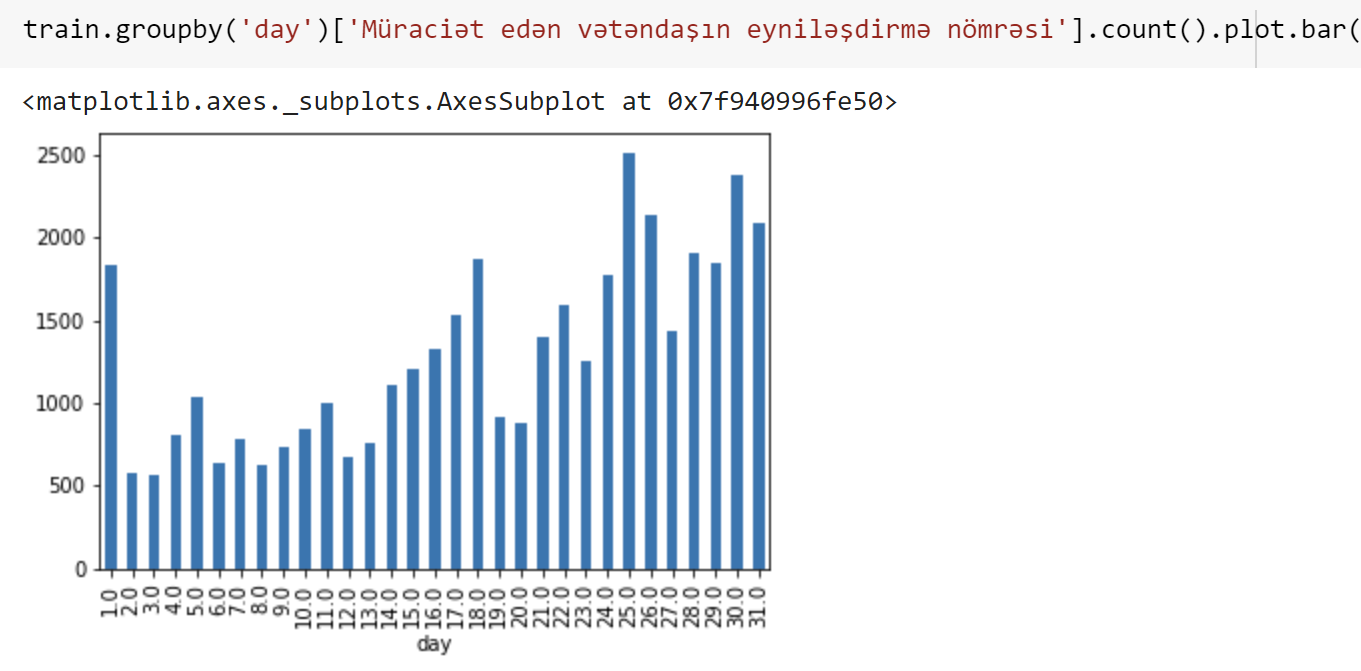 train.groupby('day')['Müraciət edən vətəndaşın eyniləşdirmə nömrəsi'].count().plot.bar(
<matplotlib.axes._subplots.AxesSubplot at 0x7f940996fe50>
2500
2000
1500
1000
500
0
1.0 2.0 3.0 4.0 5.0 6.0 7.0 8.0 9.0 10.0 11.0 12.0 13.0 14.0 15.0 16.0 17.0 18.0 19.0 20.0 21.0 22.0 23.0 24.0 25.0 26.0 27.0 28.0 29.0 30.0 31.0
day